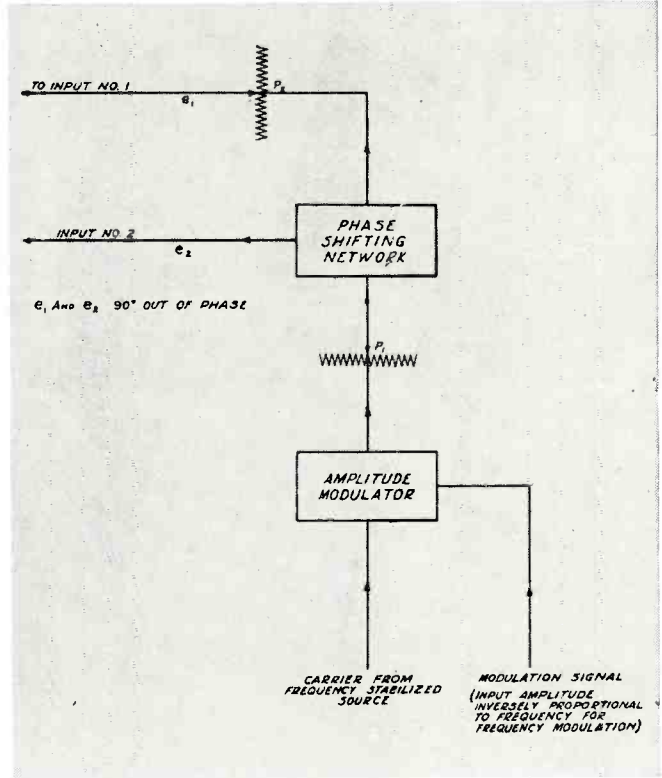 TO INPUT NO. 1
e₁
P₂
PHASE
SHIFTING
NETWORK
INPUT NO. 2
e₂
e₁ AND e₂ 90° OUT OF PHASE
P₁
AMPLITUDE
MODULATOR
CARRIER FROM
FREQUENCY STABILIZED
SOURCE
MODULATION SIGNAL
(INPUT AMPLITUDE
INVERSELY PROPORTIONAL
TO FREQUENCY FOR
FREQUENCY MODULATION)